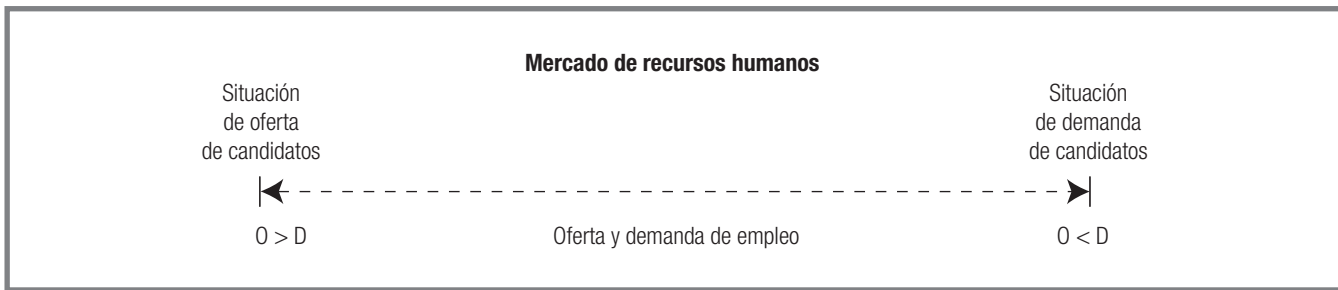 Mercado de recursos humanos
Situación
de oferta
de candidatos
Situación
de demanda
de candidatos
O > D
Oferta y demanda de empleo
O < D